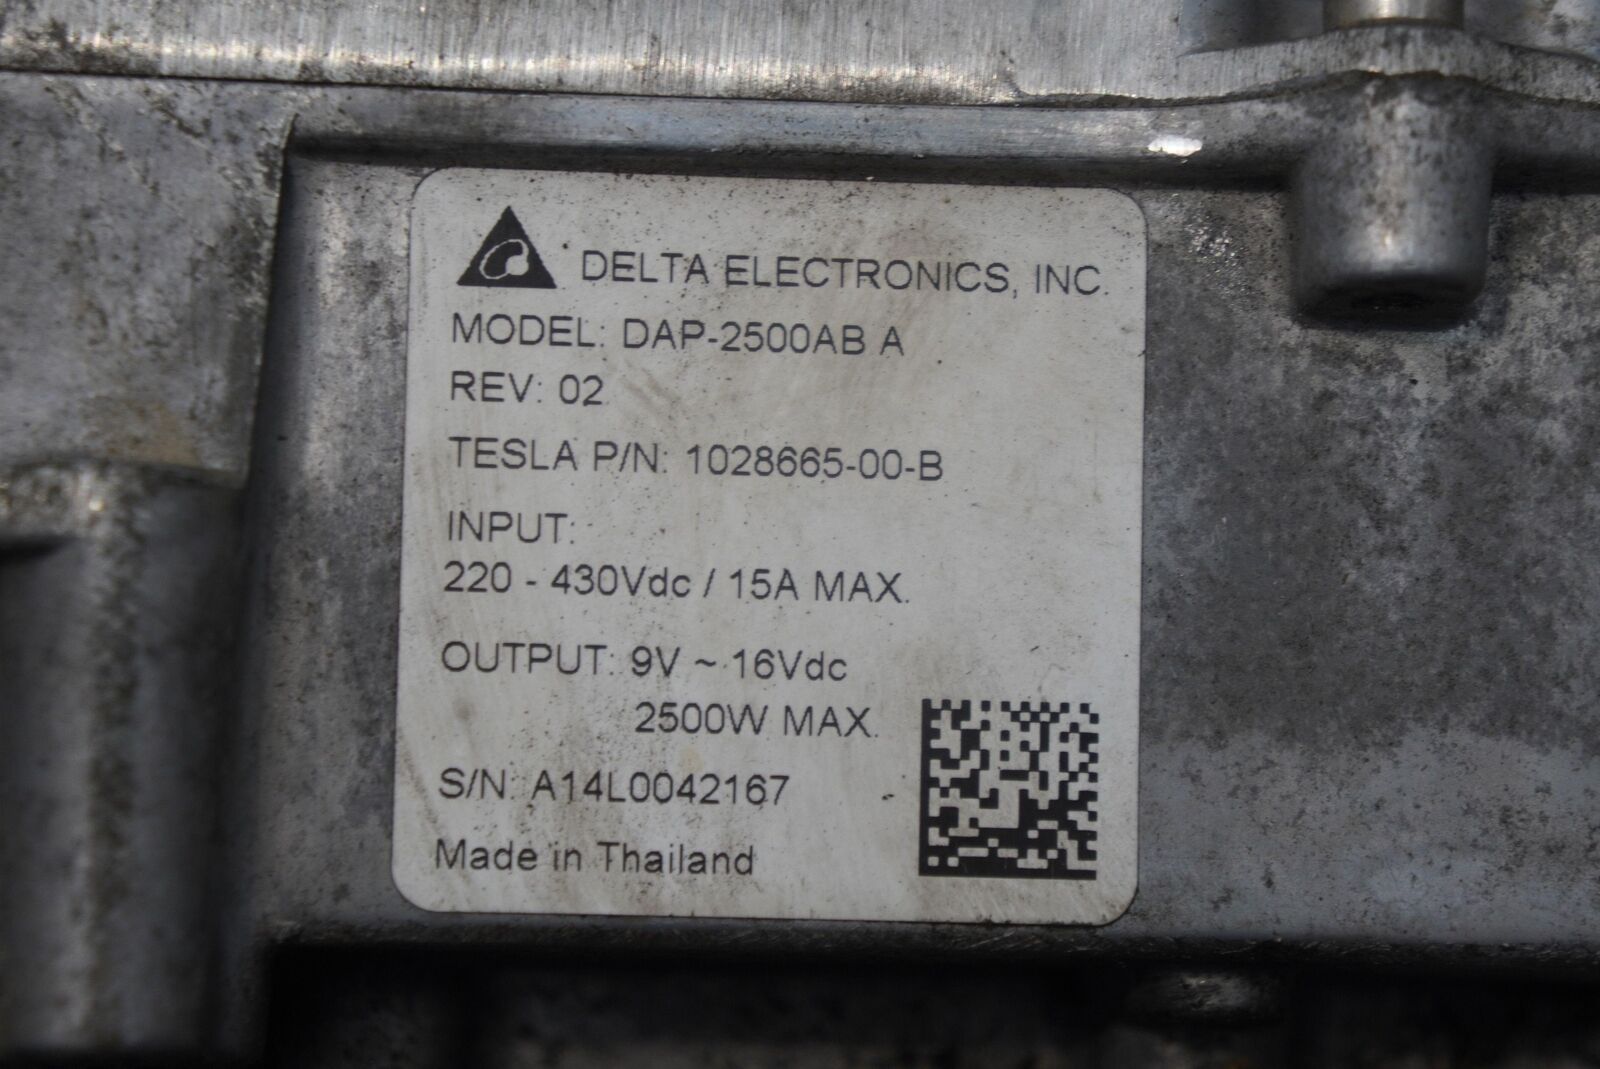 DELTA ELECTRONICS, INC.
MODEL: DAP-2500AB A
REV: 02
TESLA P/N: 1028665-00-B
INPUT:
220 - 430Vdc / 15A MAX.
OUTPUT: 9V ~ 16Vdc
2500W MAX.
S/N: A14L0042167
Made in Thailand